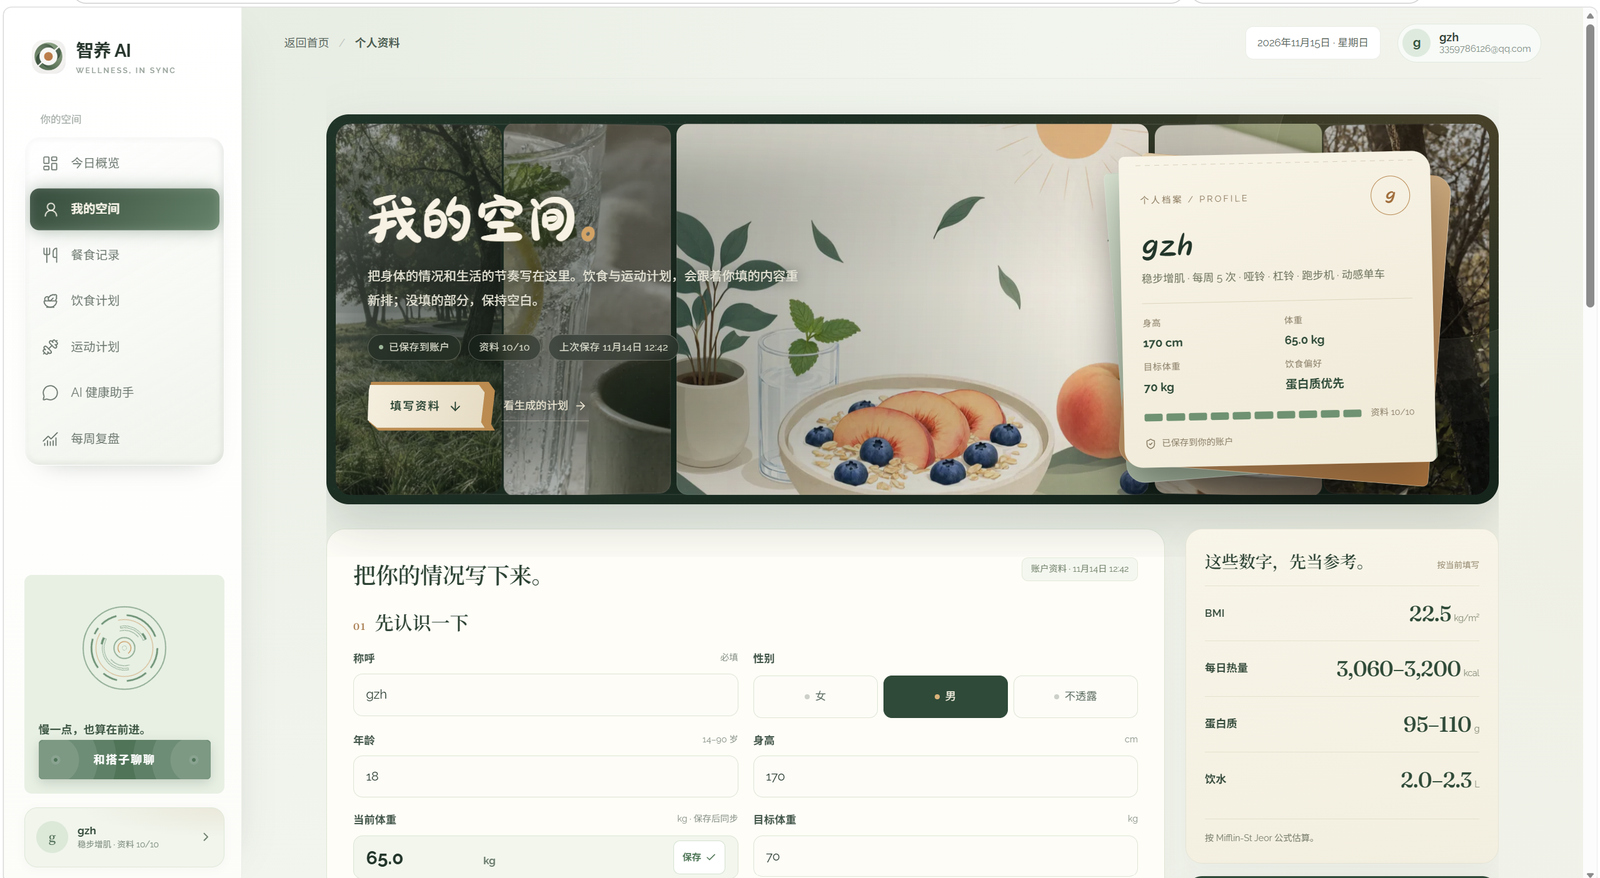 智养 AI
WELLNESS, IN SYNC
你的空间
今日概览
我的空间
餐食记录
饮食计划
运动计划
AI 健康助手
每周复盘
慢一点，也算在前进。
和搭子聊聊
g
gzh
稳步增肌 · 资料 10/10
返回首页 / 个人资料
2026年11月15日 · 星期日
g
gzh
3359786126@qq.com
我的空间。
把身体的情况和生活的节奏写在这里。饮食与运动计划，会跟着你填的内容重
新排；没填的部分，保持空白。
已保存到账户
资料 10/10
上次保存 11月14日 12:42
填写资料 ↓
看生成的计划 →
个人档案 / PROFILE
g
gzh
稳步增肌 · 每周 5 次 · 哑铃 · 杠铃 · 跑步机 · 动感单车
身高
170 cm
体重
65.0 kg
目标体重
70 kg
饮食偏好
蛋白质优先
资料 10/10
已保存到你的账户
把你的情况写下来。
账户资料 · 11月14日 12:42
01 先认识一下
称呼 必填
gzh
性别
女
男
不透露
年龄 14–90 岁
18
身高 cm
170
当前体重 kg · 保存后同步
65.0 kg
保存
目标体重 kg
70
这些数字，先当参考。
按当前填写
BMI 22.5 kg/m²
每日热量 3,060–3,200 kcal
蛋白质 95–110 g
饮水 2.0–2.3 L
按 Mifflin-St Jeor 公式估算。